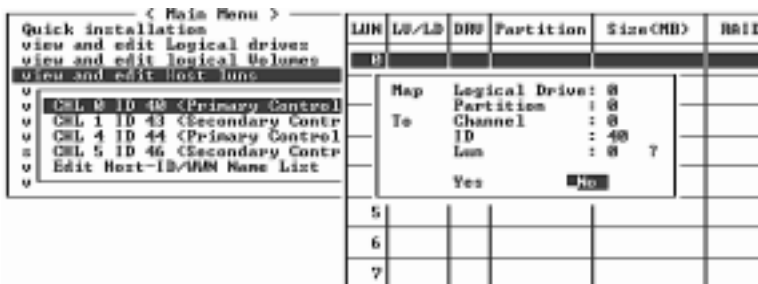 < Main Menu >
Quick installation
view and edit Logical drives
view and edit logical Volumes
view and edit Host luns
v
v CHL 0 ID 40 <Primary Control
v CHL 1 ID 43 <Secondary Contr
v CHL 4 ID 44 <Primary Control
s CHL 5 ID 46 <Secondary Contr
v Edit Host-ID/WWN Name List
v
LUN LV/LD DRV Partition Size(MB) RAID
0
Map Logical Drive: 0
Partition : 0
To Channel : 0
ID : 40
Lun : 0 ?
Yes No
5
6
7